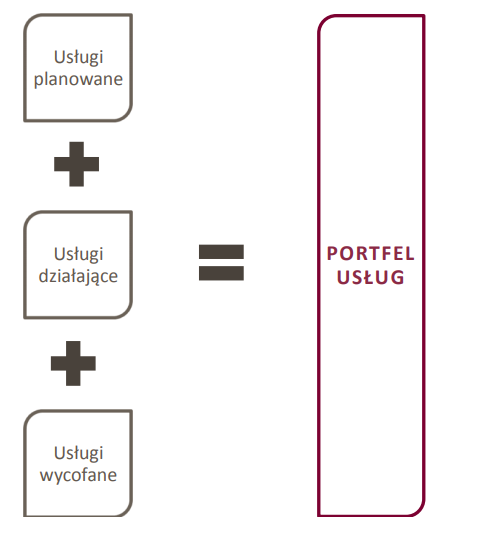 Usługi
planowane
+
Usługi
działające
=
PORTFEL
USŁUG
+
Usługi
wycofane